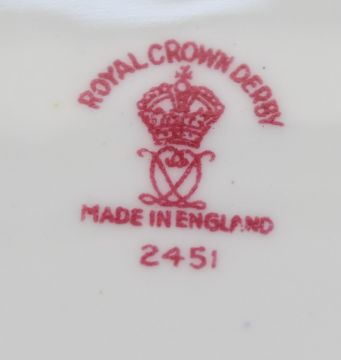 ROYAL CROWN DERBY
MADE IN ENGLAND
2451